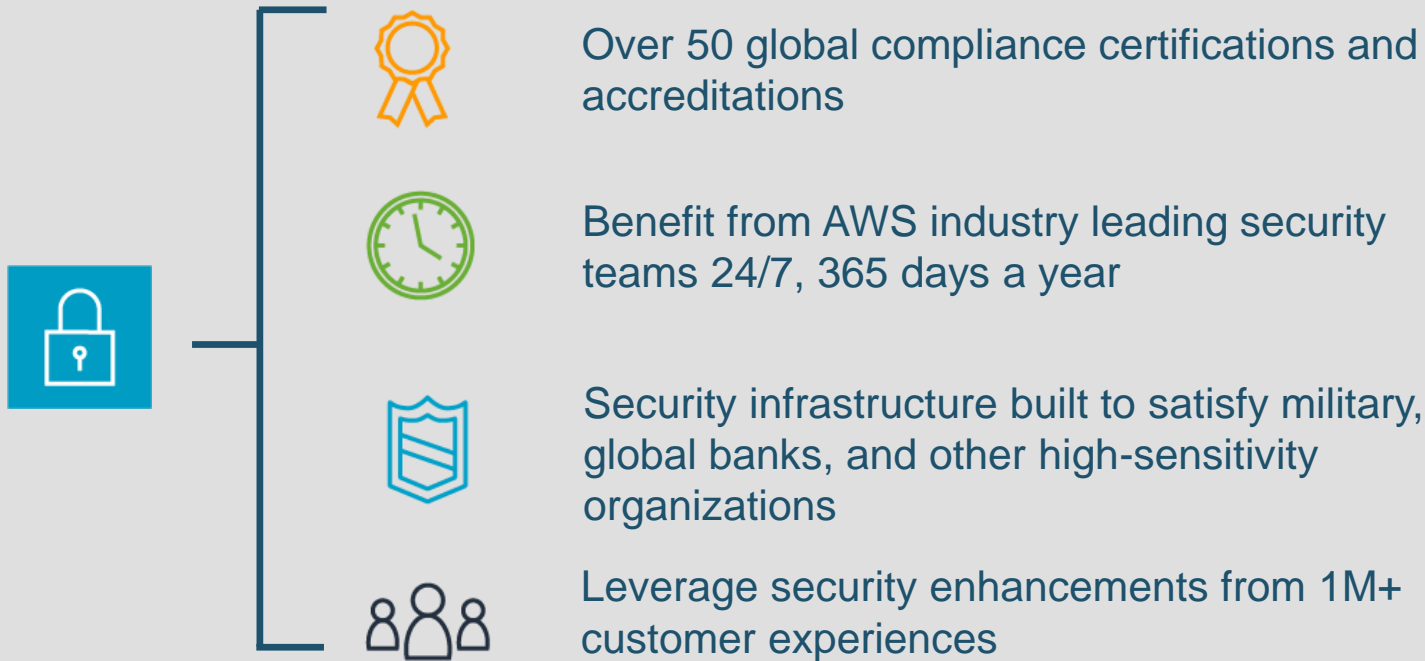 Over 50 global compliance certifications and
accreditations
Benefit from AWS industry leading security
teams 24/7, 365 days a year
Security infrastructure built to satisfy military,
global banks, and other high-sensitivity
organizations
Leverage security enhancements from 1M+
customer experiences